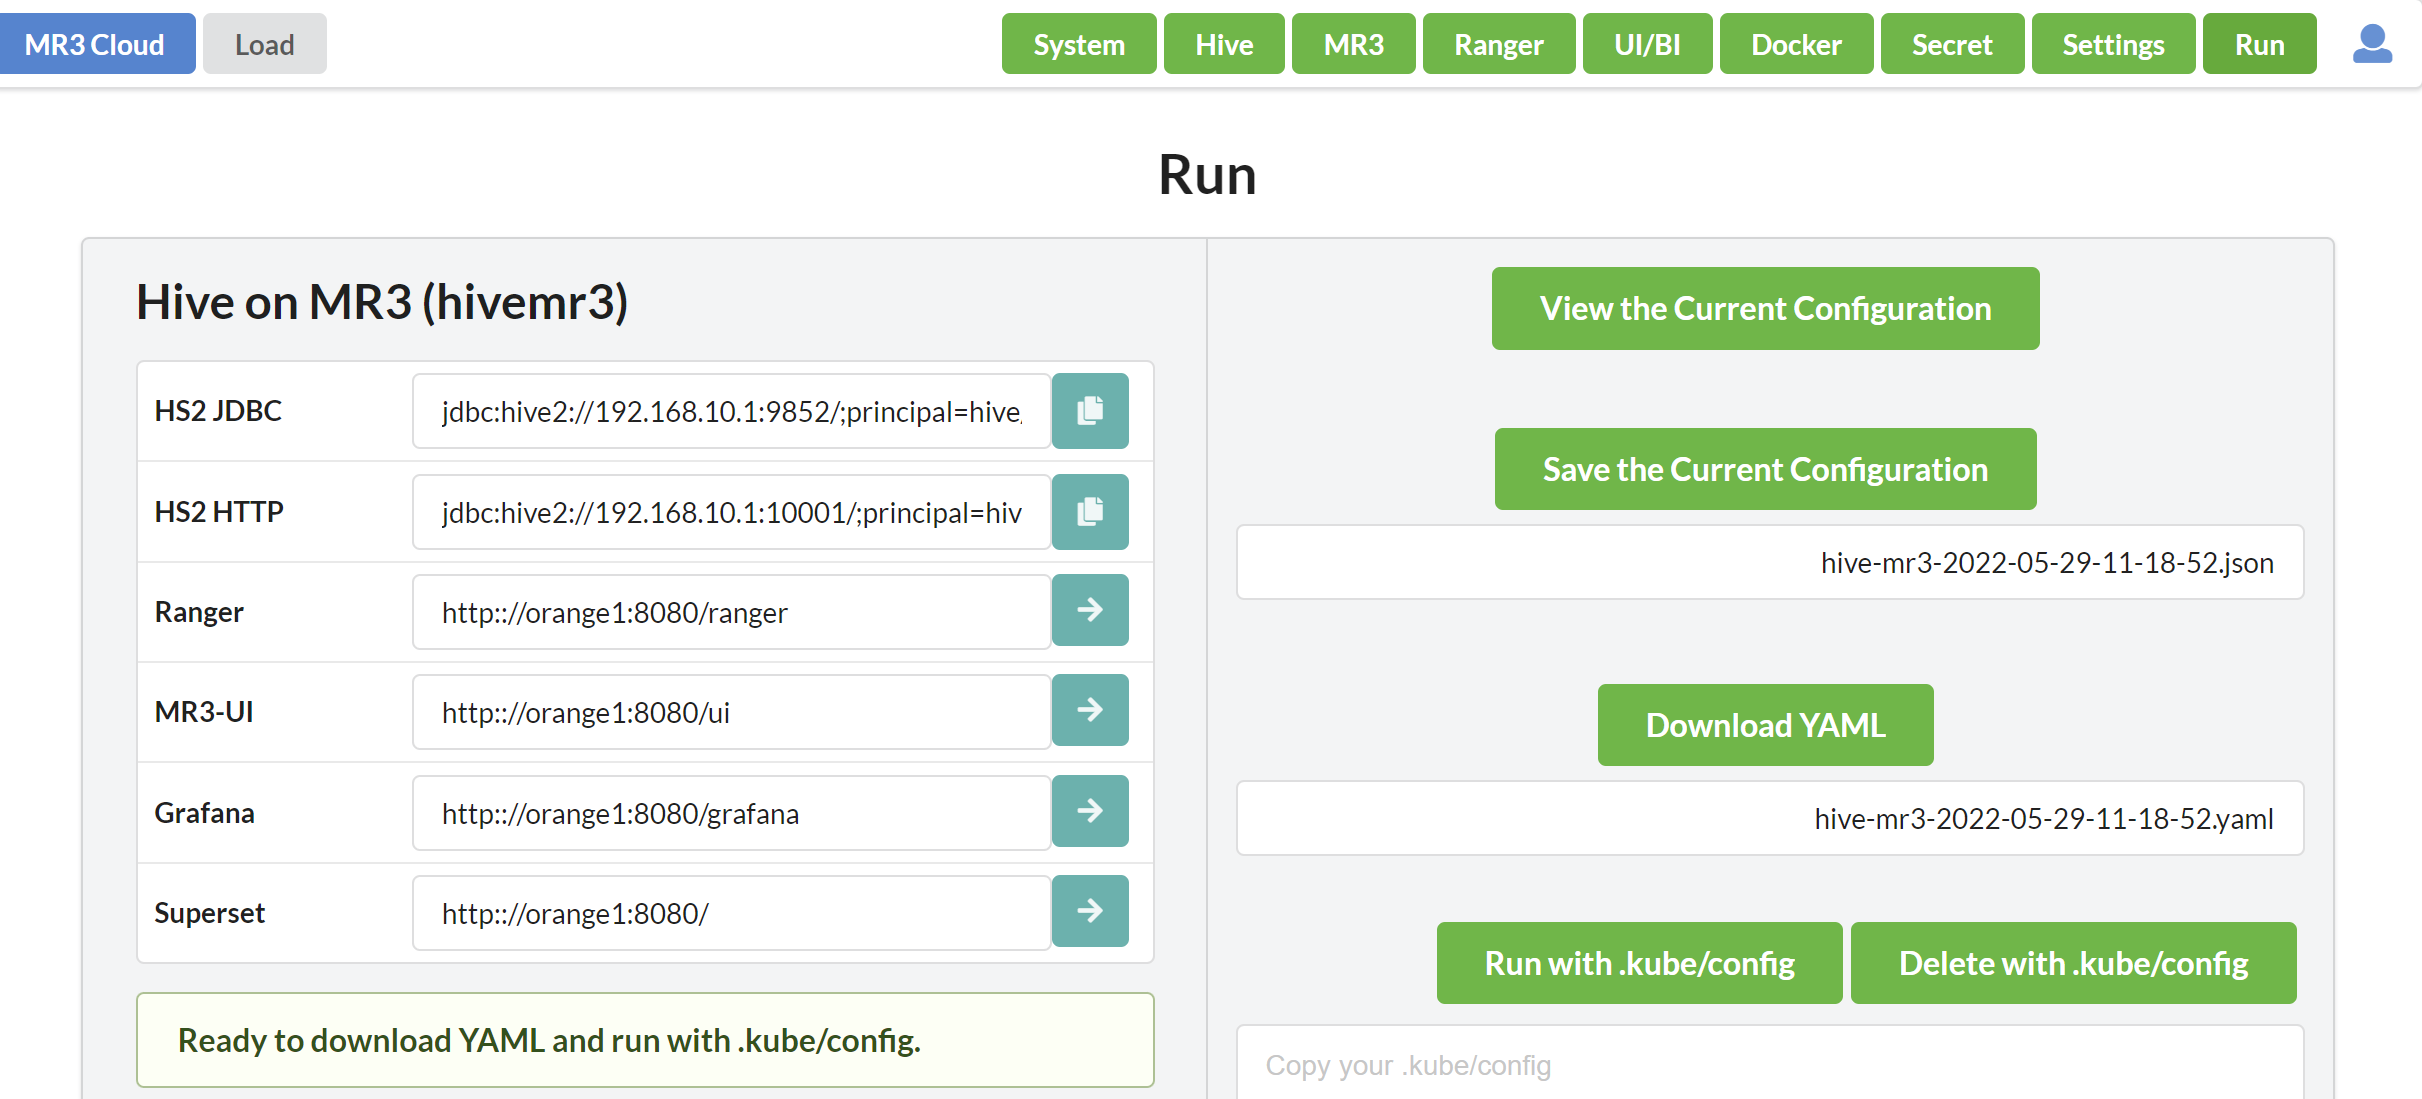 MR3 Cloud Load System Hive MR3 Ranger UI/BI Docker Secret Settings Run
Run
Hive on MR3 (hivemr3)
HS2 JDBC jdbc:hive2://192.168.10.1:9852/;principal=hive/
HS2 HTTP jdbc:hive2://192.168.10.1:10001/;principal=hiv
Ranger http:://orange1:8080/ranger
MR3-UI http:://orange1:8080/ui
Grafana http:://orange1:8080/grafana
Superset http:://orange1:8080/
Ready to download YAML and run with .kube/config.
View the Current Configuration
Save the Current Configuration
hive-mr3-2022-05-29-11-18-52.json
Download YAML
hive-mr3-2022-05-29-11-18-52.yaml
Run with .kube/config Delete with .kube/config
Copy your .kube/config